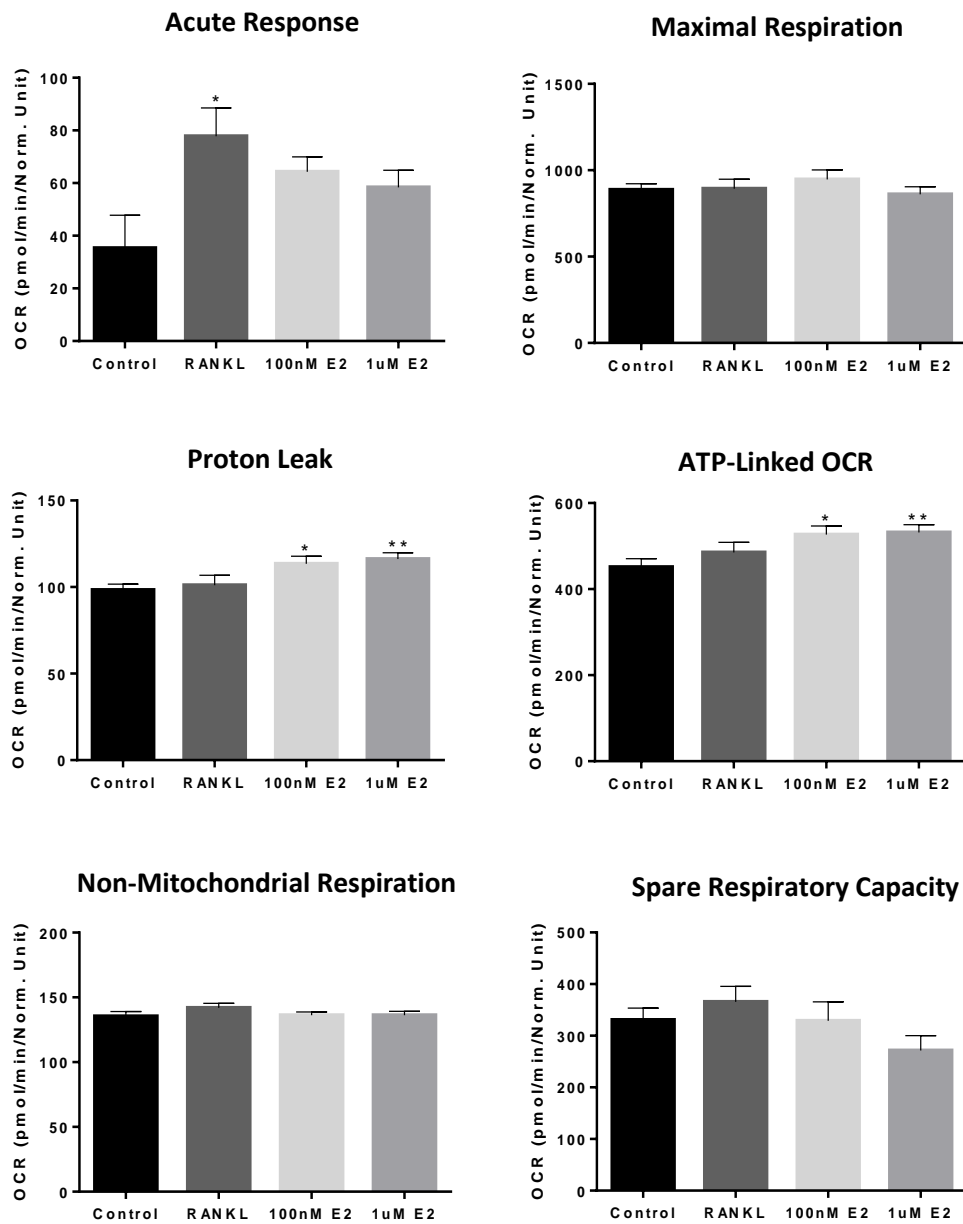 Acute Response
OCR (pmol/min/Norm. Unit)
100
80
60
40
20
0
*
Control RANKL 100nM E2 1uM E2
Maximal Respiration
OCR (pmol/min/Norm. Unit)
1500
1000
500
0
Control RANKL 100nM E2 1uM E2
Proton Leak
OCR (pmol/min/Norm. Unit)
150
100
50
0
* **
Control RANKL 100nM E2 1uM E2
ATP-Linked OCR
OCR (pmol/min/Norm. Unit)
600
400
200
0
* **
Control RANKL 100nM E2 1uM E2
Non-Mitochondrial Respiration
OCR (pmol/min/Norm. Unit)
200
150
100
50
0
Control RANKL 100nM E2 1uM E2
Spare Respiratory Capacity
OCR (pmol/min/Norm. Unit)
500
400
300
200
100
0
Control RANKL 100nM E2 1uM E2